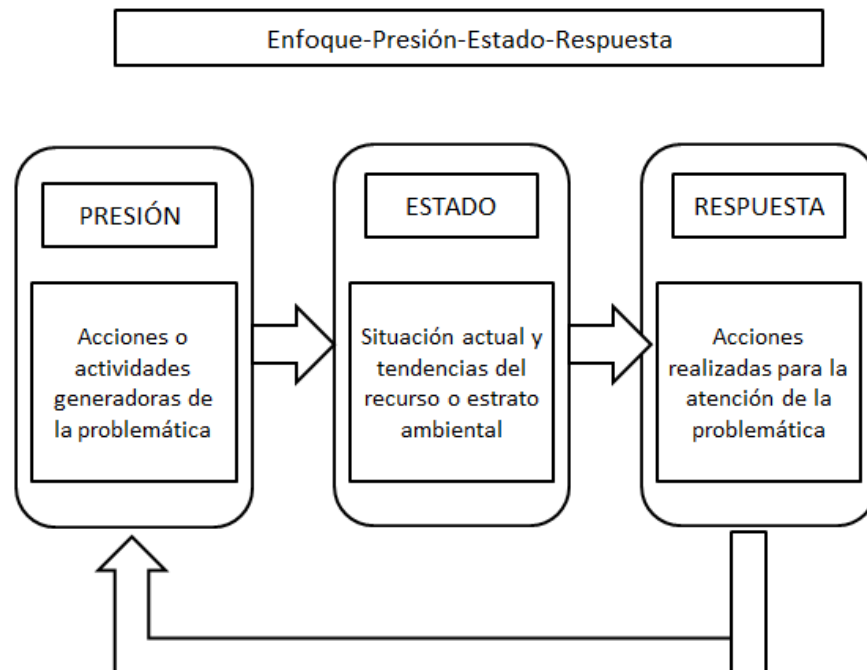 Enfoque-Presión-Estado-Respuesta
PRESIÓN
Acciones o
actividades
generadoras de
la problemática
ESTADO
Situación actual y
tendencias del
recurso o estrato
ambiental
RESPUESTA
Acciones
realizadas para la
atención de la
problemática